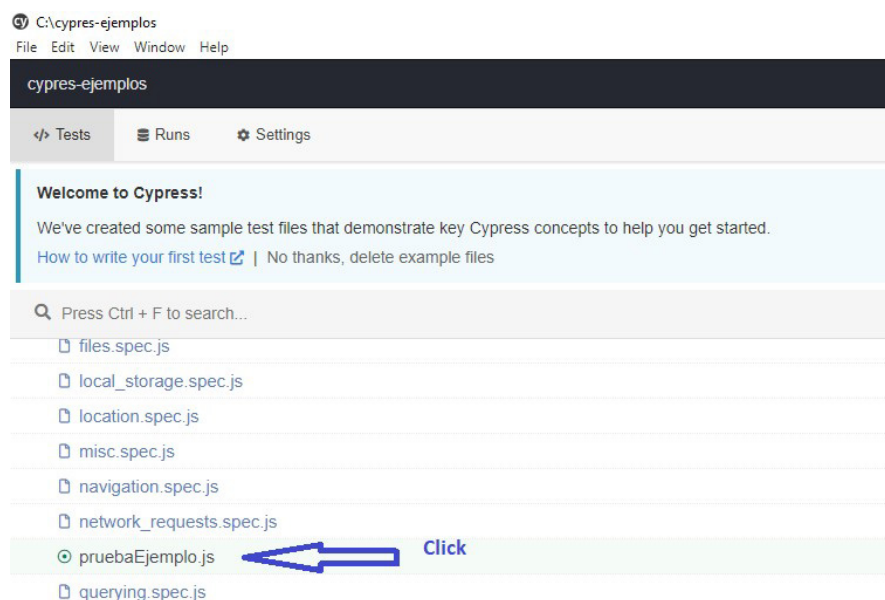 C:\cypres-ejemplos
File Edit View Window Help
cypres-ejemplos
</> Tests Runs Settings
Welcome to Cypress!
We've created some sample test files that demonstrate key Cypress concepts to help you get started.
How to write your first test | No thanks, delete example files
Press Ctrl + F to search...
files.spec.js
local_storage.spec.js
location.spec.js
misc.spec.js
navigation.spec.js
network_requests.spec.js
pruebaEjemplo.js Click
querying.spec.js